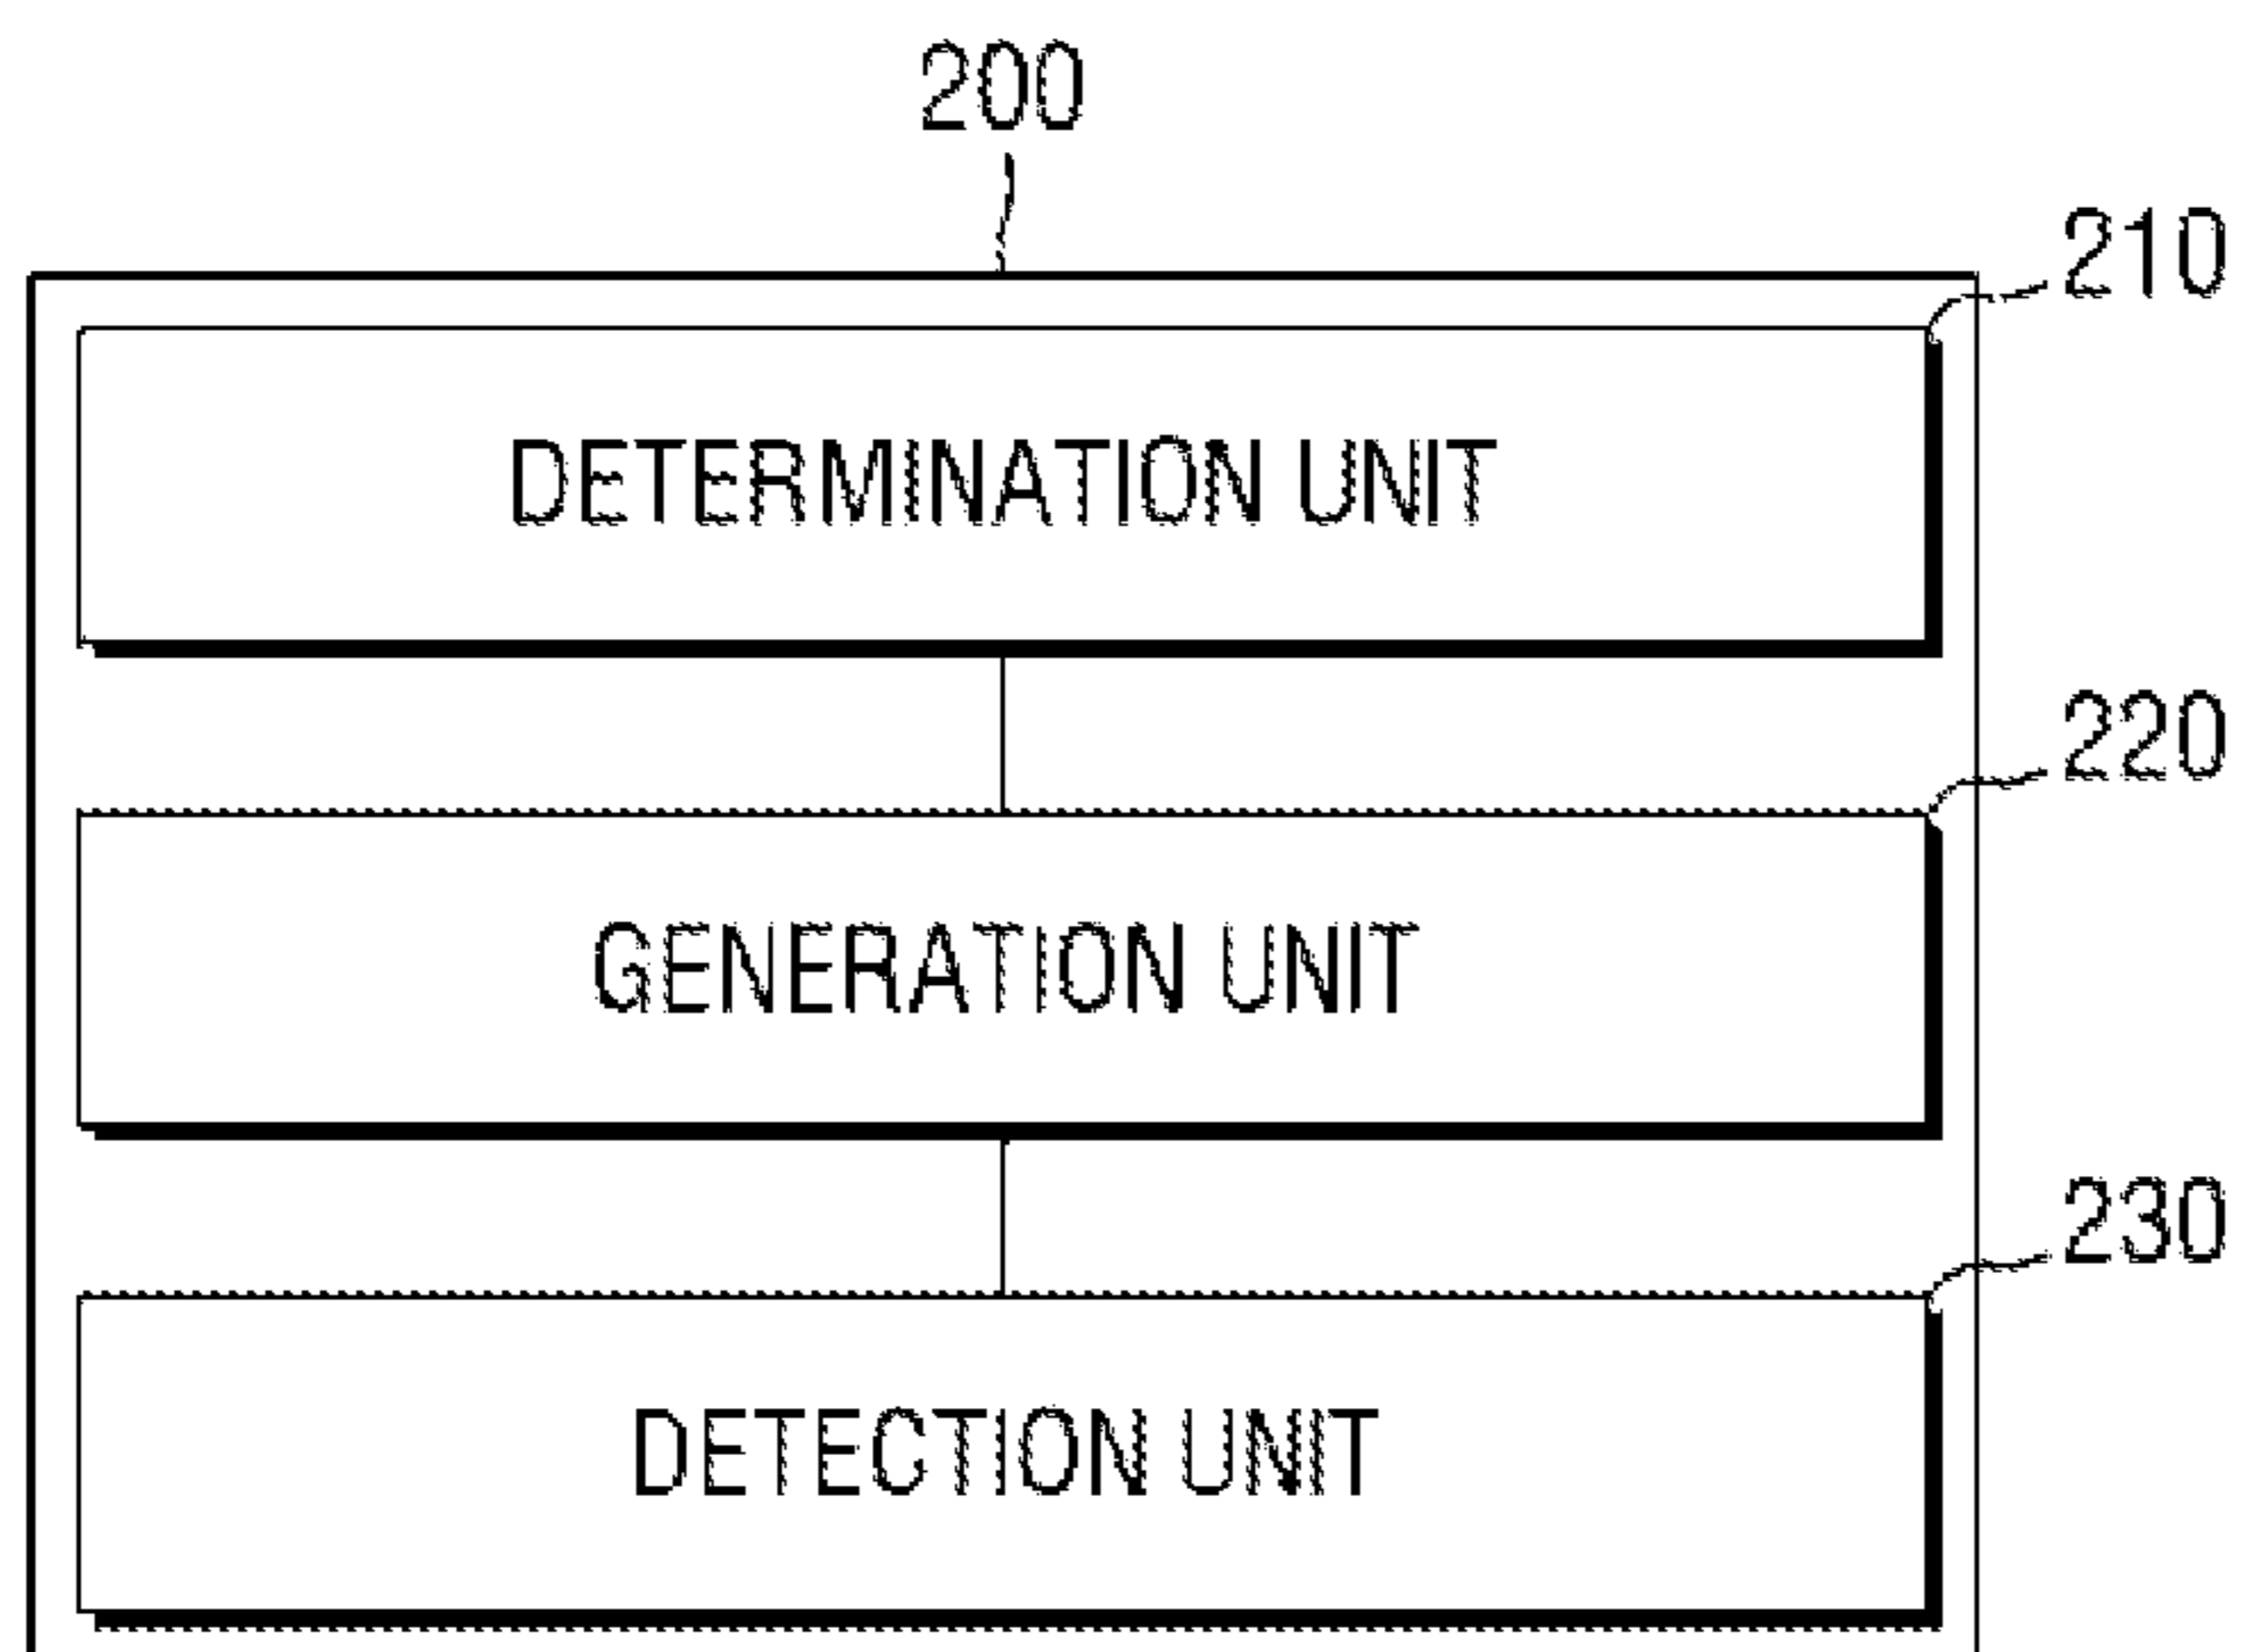 200
210
DETERMINATION UNIT
220
GENERATION UNIT
230
DETECTION UNIT